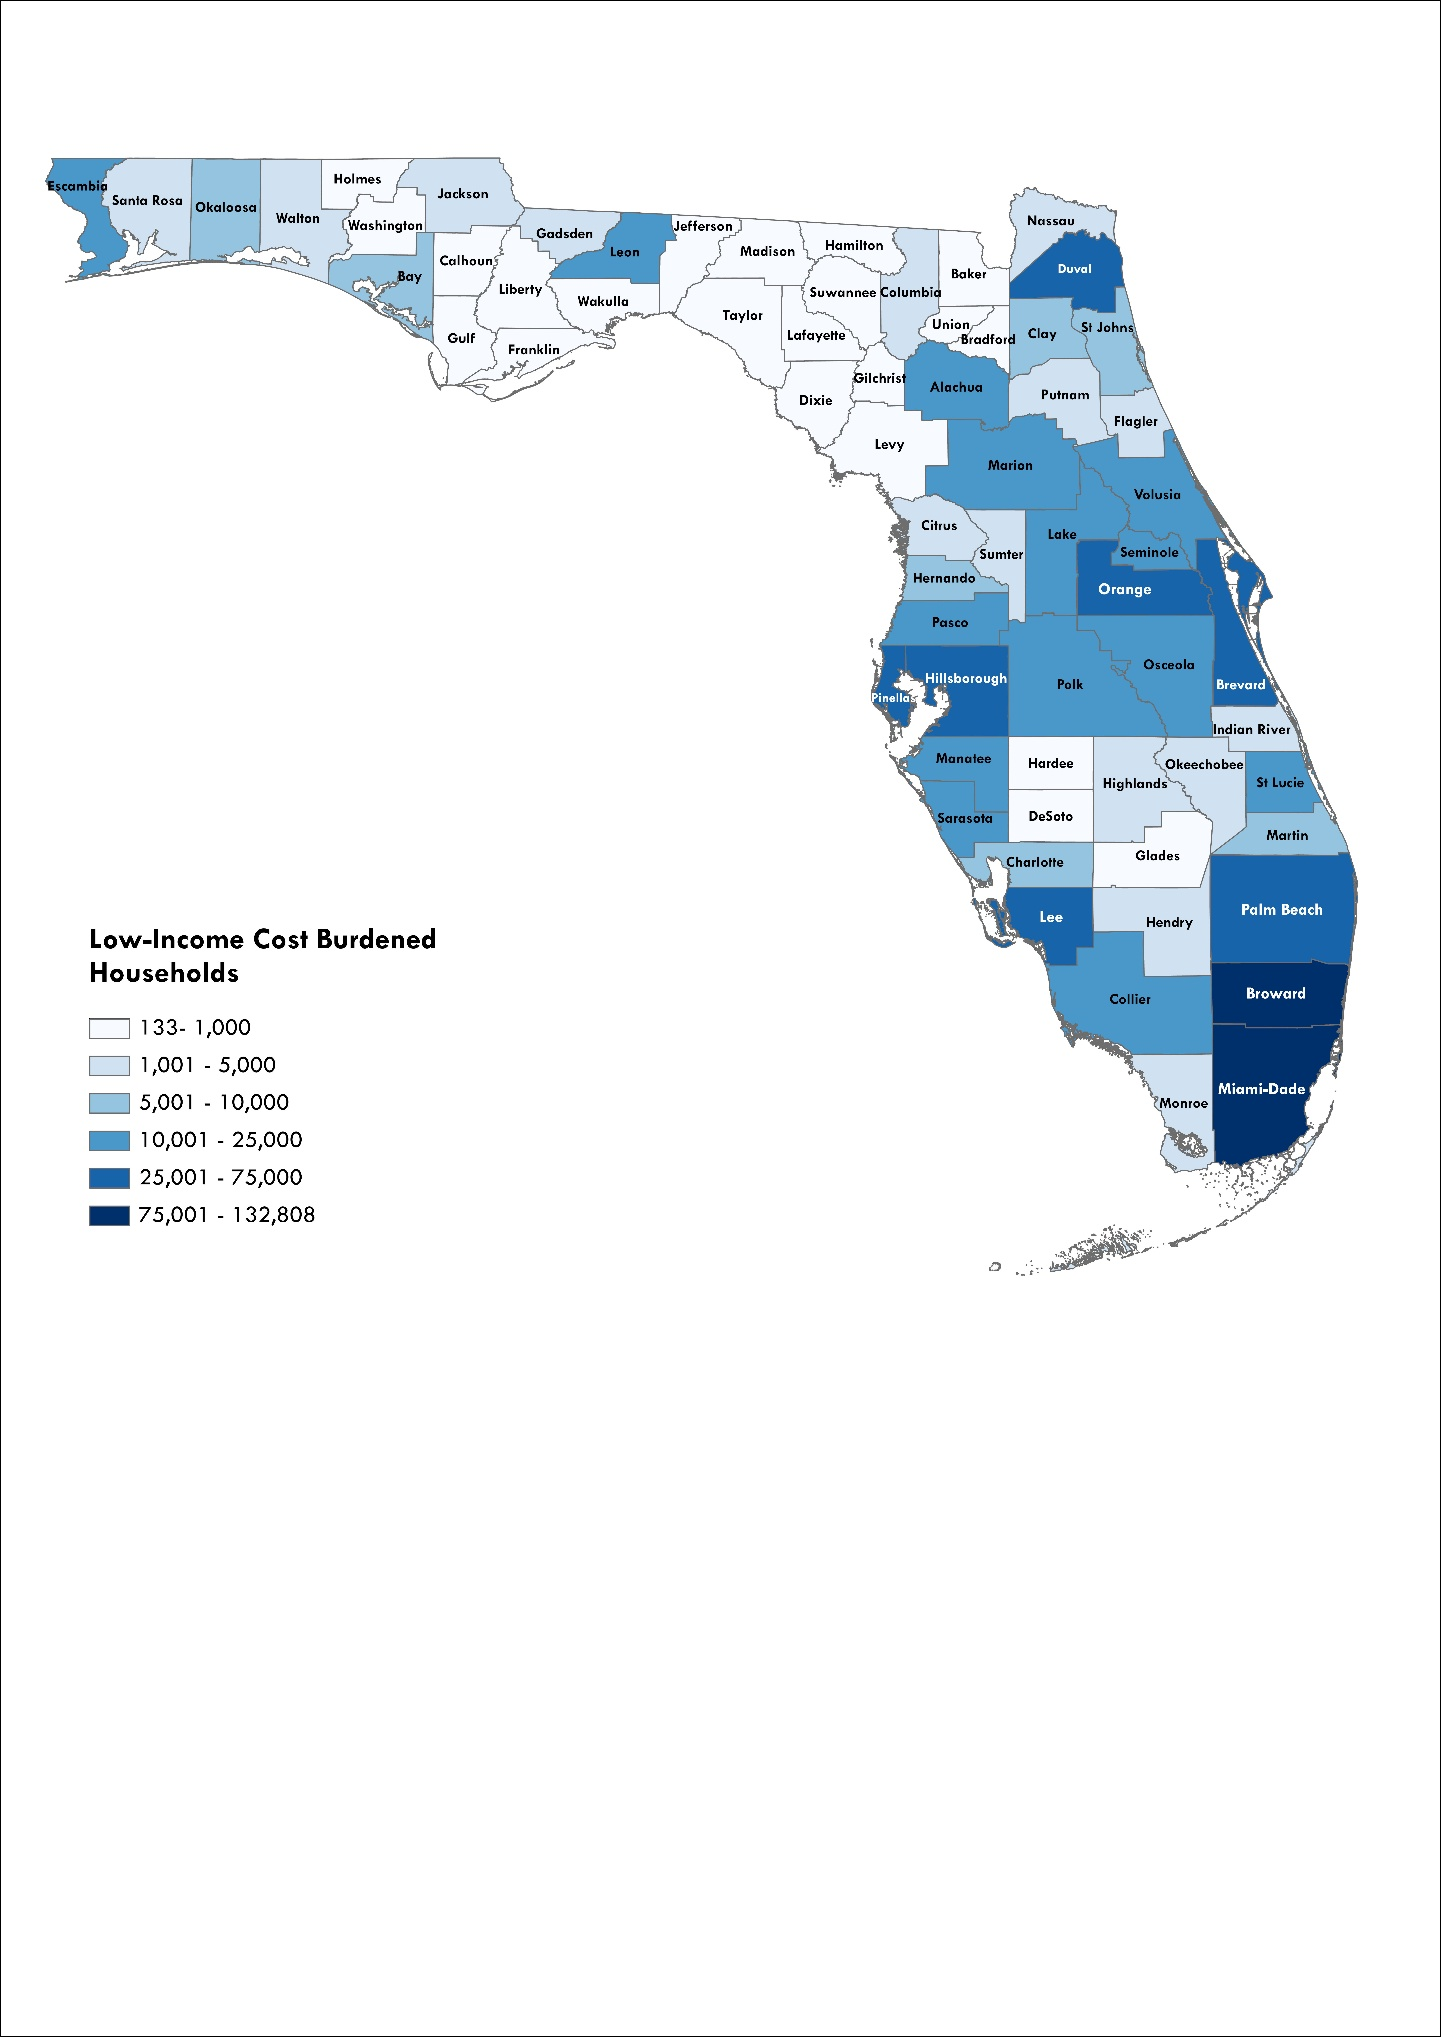 Escambia
Santa Rosa
Okaloosa
Walton
Holmes
Washington
Jackson
Bay
Calhoun
Gulf
Liberty
Gadsden
Franklin
Leon
Wakulla
Jefferson
Madison
Taylor
Hamilton
Suwannee
Lafayette
Dixie
Columbia
Gilchrist
Levy
Baker
Union
Bradford
Alachua
Nassau
Duval
Clay
St Johns
Putnam
Flagler
Marion
Volusia
Citrus
Sumter
Lake
Seminole
Orange
Hernando
Pasco
Pinellas
Hillsborough
Polk
Osceola
Brevard
Indian River
Manatee
Hardee
Highlands
Okeechobee
St Lucie
Sarasota
DeSoto
Martin
Charlotte
Glades
Lee
Hendry
Palm Beach
Collier
Broward
Monroe
Miami-Dade
Low-Income Cost Burdened
Households
133- 1,000
1,001 - 5,000
5,001 - 10,000
10,001 - 25,000
25,001 - 75,000
75,001 - 132,808